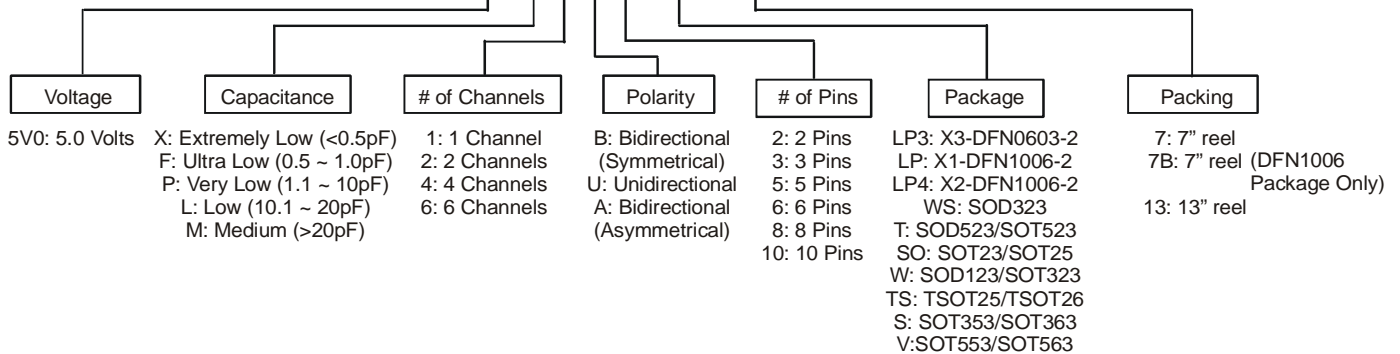 Voltage
5V0: 5.0 Volts
Capacitance
X: Extremely Low (<0.5pF)
F: Ultra Low (0.5 ~ 1.0pF)
P: Very Low (1.1 ~ 10pF)
L: Low (10.1 ~ 20pF)
M: Medium (>20pF)
# of Channels
1: 1 Channel
2: 2 Channels
4: 4 Channels
6: 6 Channels
Polarity
B: Bidirectional
(Symmetrical)
U: Unidirectional
A: Bidirectional
(Asymmetrical)
# of Pins
2: 2 Pins
3: 3 Pins
5: 5 Pins
6: 6 Pins
8: 8 Pins
10: 10 Pins
Package
LP3: X3-DFN0603-2
LP: X1-DFN1006-2
LP4: X2-DFN1006-2
WS: SOD323
T: SOD523/SOT523
SO: SOT23/SOT25
W: SOD123/SOT323
TS: TSOT25/TSOT26
S: SOT353/SOT363
V:SOT553/SOT563
Packing
7: 7” reel
7B: 7” reel (DFN1006
Package Only)
13: 13” reel